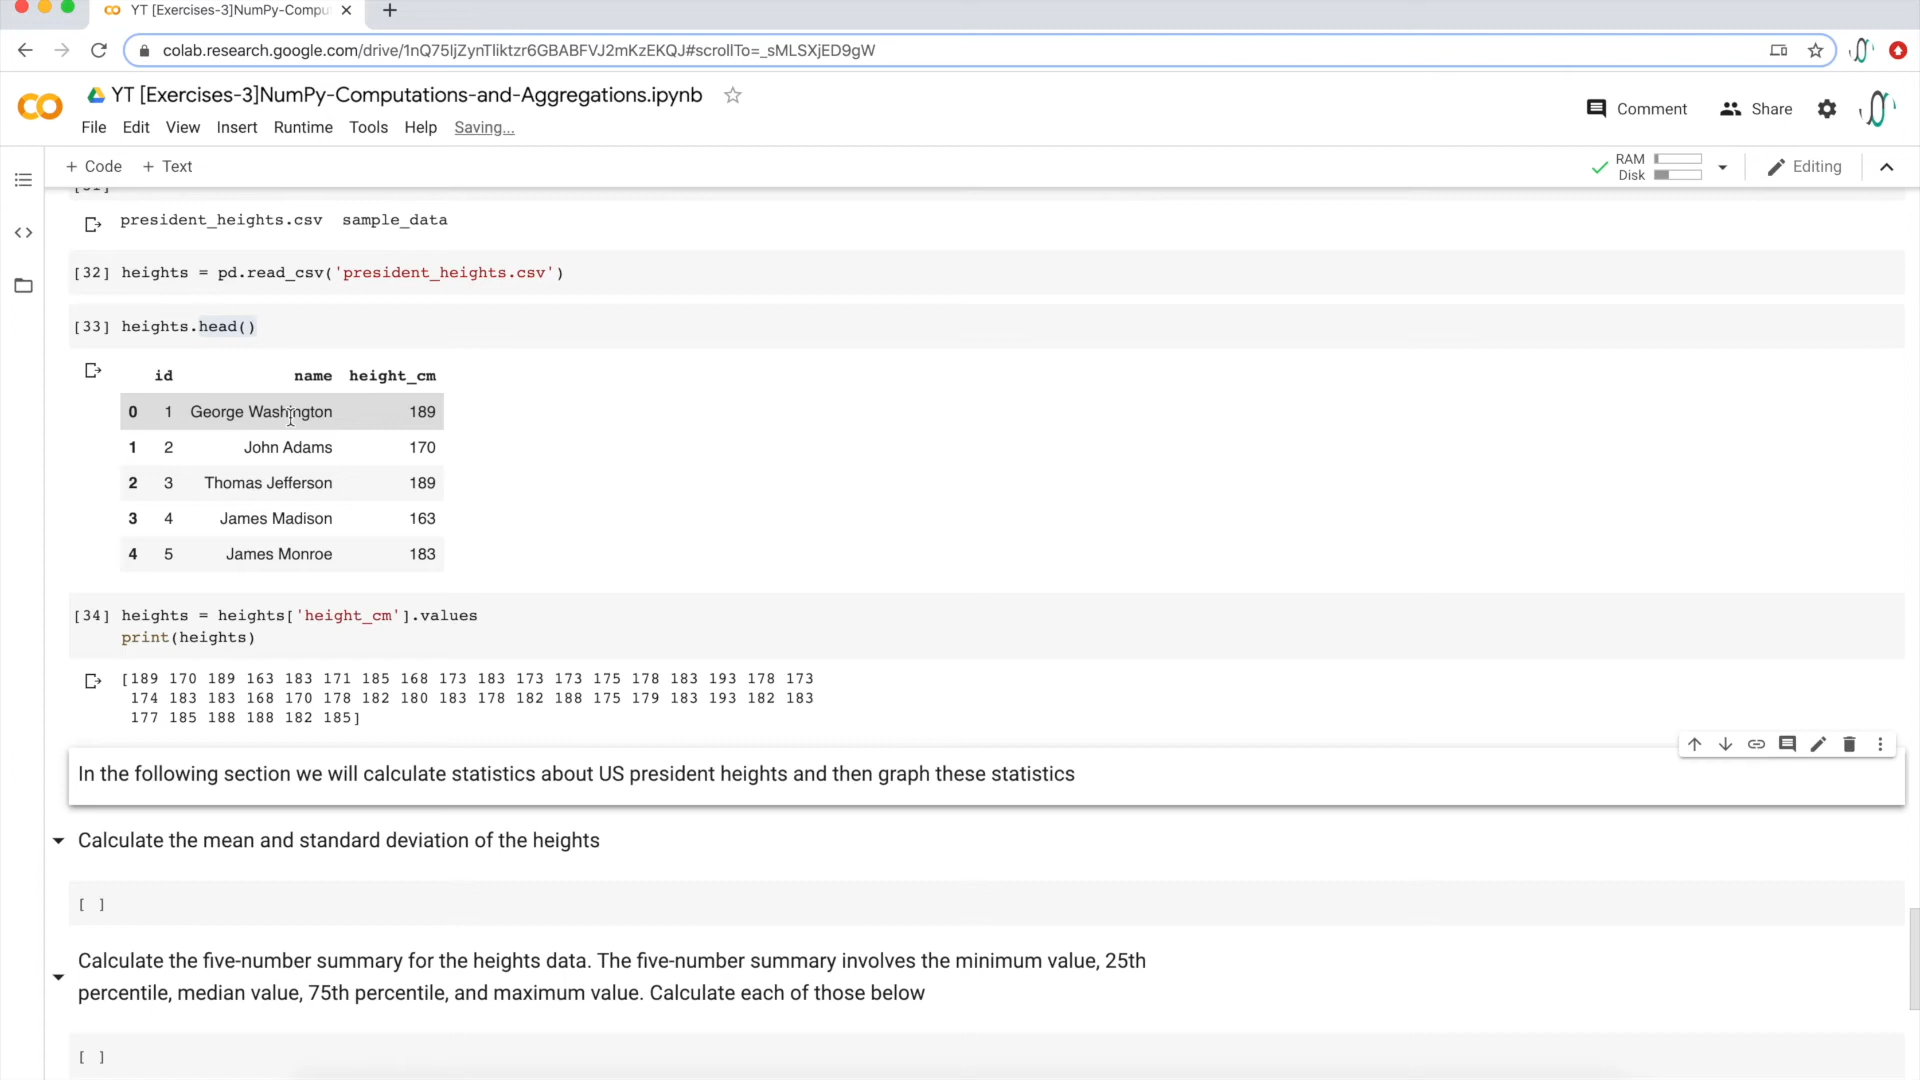 YT [Exercises-3]NumPy-Compu
colab.research.google.com/drive/1nQ75ljZynTliktzr6GBABFVJ2mKzEKQJ#scrollTo=_sMLSXjED9gW
YT [Exercises-3]NumPy-Computations-and-Aggregations.ipynb
Comment Share
File Edit View Insert Runtime Tools Help Saving...
+ Code + Text
RAM
Disk
Editing
[31]
president_heights.csv sample_data
[32] heights = pd.read_csv('president_heights.csv')
[33] heights.head()
id name height_cm
0 1 George Washington 189
1 2 John Adams 170
2 3 Thomas Jefferson 189
3 4 James Madison 163
4 5 James Monroe 183
[34] heights = heights['height_cm'].values
print(heights)
[189 170 189 163 183 171 185 168 173 183 173 173 175 178 183 193 178 173
174 183 183 168 170 178 182 180 183 178 182 188 175 179 183 193 182 183
177 185 188 188 182 185]
In the following section we will calculate statistics about US president heights and then graph these statistics
Calculate the mean and standard deviation of the heights
[ ]
Calculate the five-number summary for the heights data. The five-number summary involves the minimum value, 25th
percentile, median value, 75th percentile, and maximum value. Calculate each of those below
[ ]